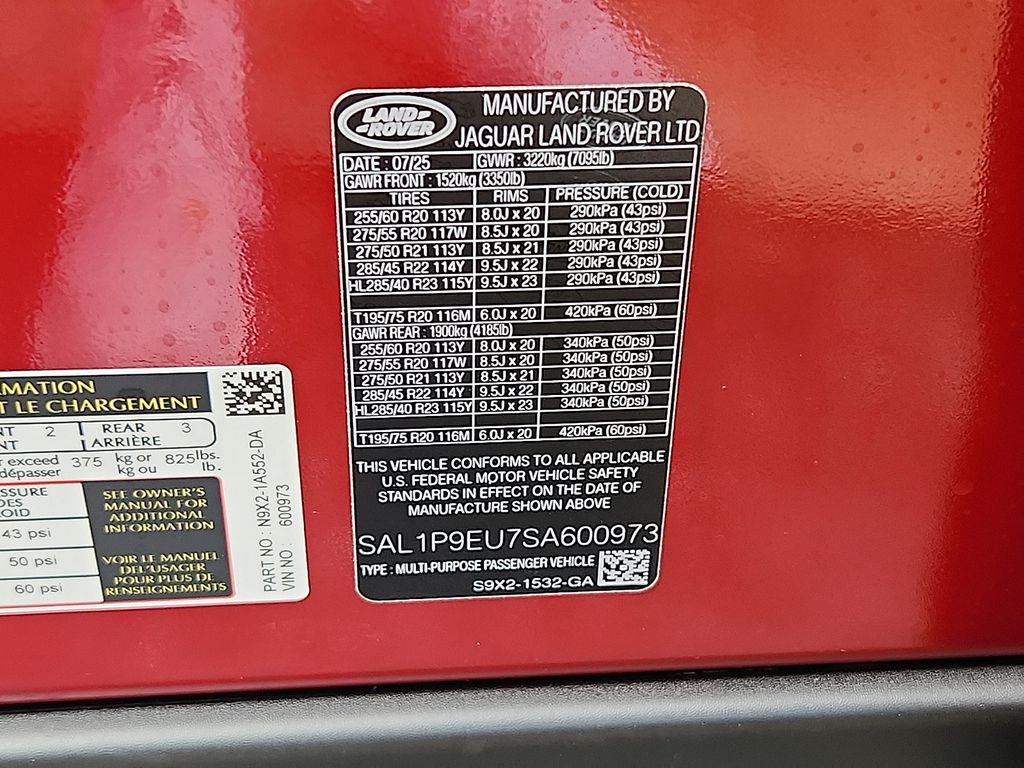 LAND-
-ROVER
MANUFACTURED BY
JAGUAR LAND ROVER LTD
DATE : 07/25 GVWR : 3220kg (7095lb)
GAWR FRONT : 1520kg (3350lb)
TIRES RIMS PRESSURE (COLD)
255/60 R20 113Y 8.0J x 20 290kPa (43psi)
275/55 R20 117W 8.5J x 20 290kPa (43psi)
275/50 R21 113Y 8.5J x 21 290kPa (43psi)
285/45 R22 114Y 9.5J x 22 290kPa (43psi)
HL285/40 R23 115Y 9.5J x 23 290kPa (43psi)
T195/75 R20 116M 6.0J x 20 420kPa (60psi)
GAWR REAR : 1900kg (4185lb)
255/60 R20 113Y 8.0J x 20 340kPa (50psi)
275/55 R20 117W 8.5J x 20 340kPa (50psi)
275/50 R21 113Y 8.5J x 21 340kPa (50psi)
285/45 R22 114Y 9.5J x 22 340kPa (50psi)
HL285/40 R23 115Y 9.5J x 23 340kPa (50psi)
T195/75 R20 116M 6.0J x 20 420kPa (60psi)
THIS VEHICLE CONFORMS TO ALL APPLICABLE
U.S. FEDERAL MOTOR VEHICLE SAFETY
STANDARDS IN EFFECT ON THE DATE OF
MANUFACTURE SHOWN ABOVE
SAL1P9EU7SA600973
TYPE : MULTI-PURPOSE PASSENGER VEHICLE
S9X2-1532-GA
RMATION
T LE CHARGEMENT
NT 2 REAR 3
NT ARRIÈRE
r exceed 375 kg or 825 lbs.
dépasser kg ou lb.
SSURE
DES
OID
43 psi
50 psi
60 psi
SEE OWNER'S
MANUAL FOR
ADDITIONAL
INFORMATION
VOIR LE MANUEL
DE L'USAGER
POUR PLUS DE
RENSEIGNEMENTS
PART NO : N9X2-1A552-DA
VIN NO : 600973